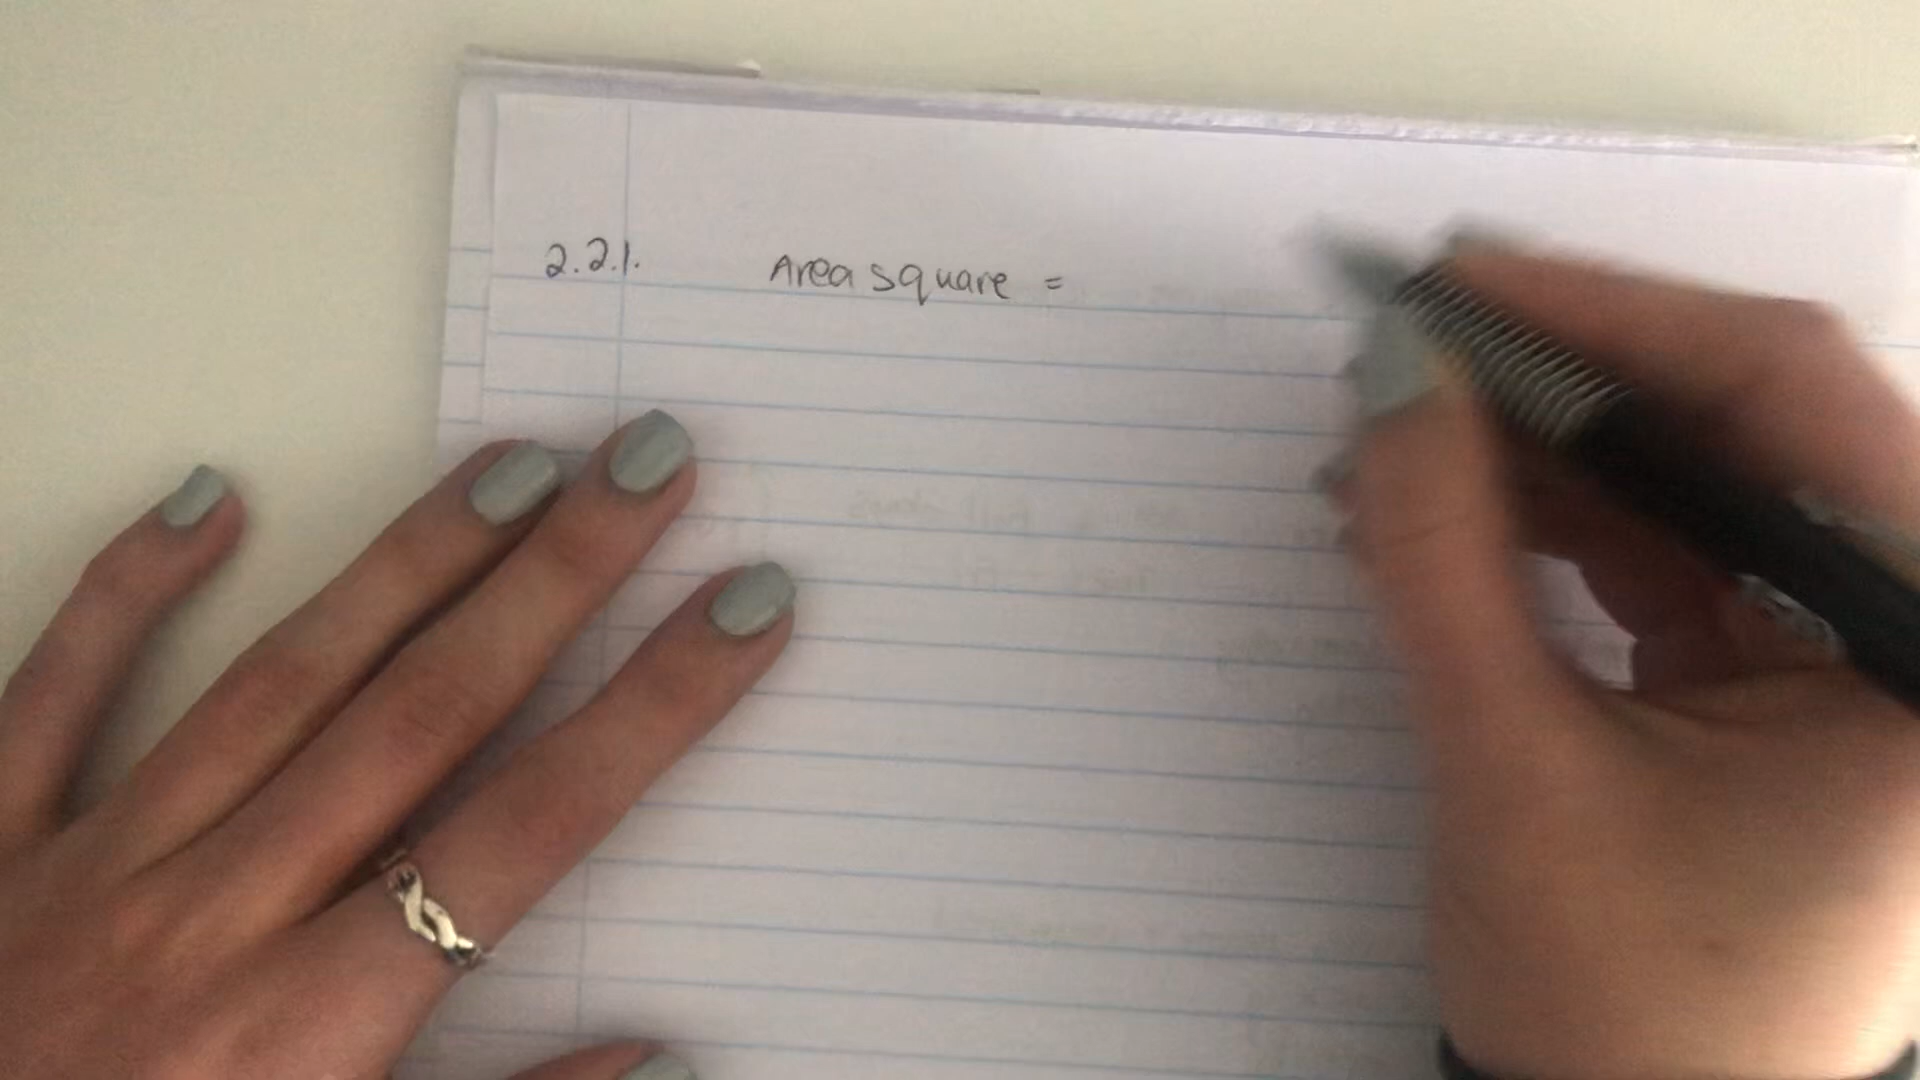 2.2.1. Area square =